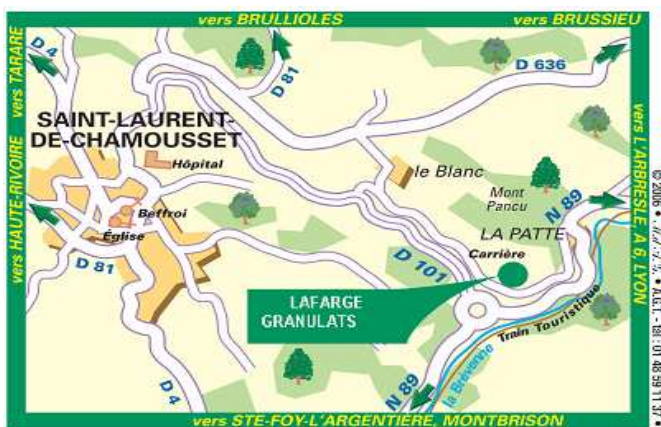 vers BRULLIOLES
vers BRUSSIEU
vers TARARE
D 4
D 81
D 636
SAINT-LAURENT-
DE-CHAMOUSSET
Hôpital
le Blanc
Mont
Pancu
N 89
vers HAUTE-RIVOIRE
Beffroi
Église
D 81
LA PATTE
Carrière
D 101
vers L'ARBRESLE, A 6, LYON
LAFARGE
GRANULATS
Train Touristique
la Brévenne
D 4
N 89
vers STE-FOY-L'ARGENTIÈRE, MONTBRISON
© 2006